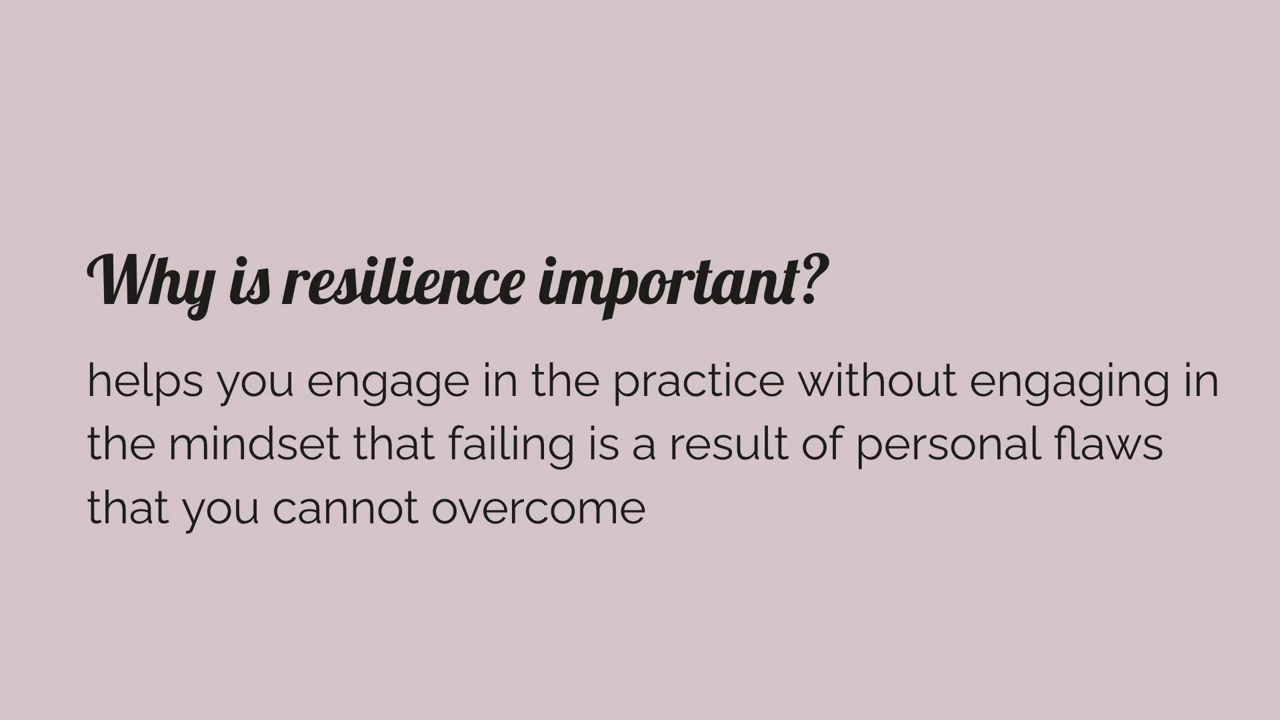 Why is resilience important?
helps you engage in the practice without engaging in
the mindset that failing is a result of personal flaws
that you cannot overcome